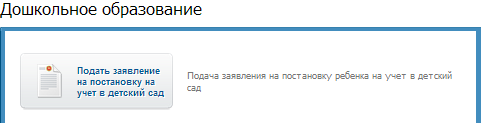 Дошкольное образование
Подать заявление
на постановку на
учет в детский сад
Подача заявления на постановку ребенка на учет в детский
сад